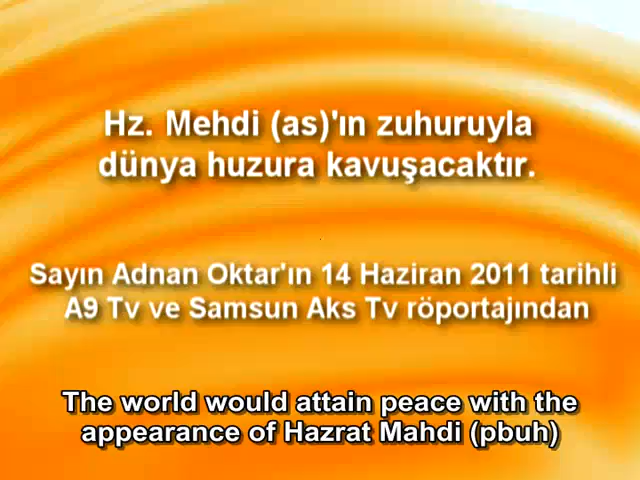 Hz. Mehdi (as)'ın zuhuruyla
dünya huzura kavuşacaktır.
Sayın Adnan Oktar'ın 14 Haziran 2011 tarihli
A9 Tv ve Samsun Aks Tv röportajından
The world would attain peace with the
appearance of Hazrat Mahdi (pbuh)